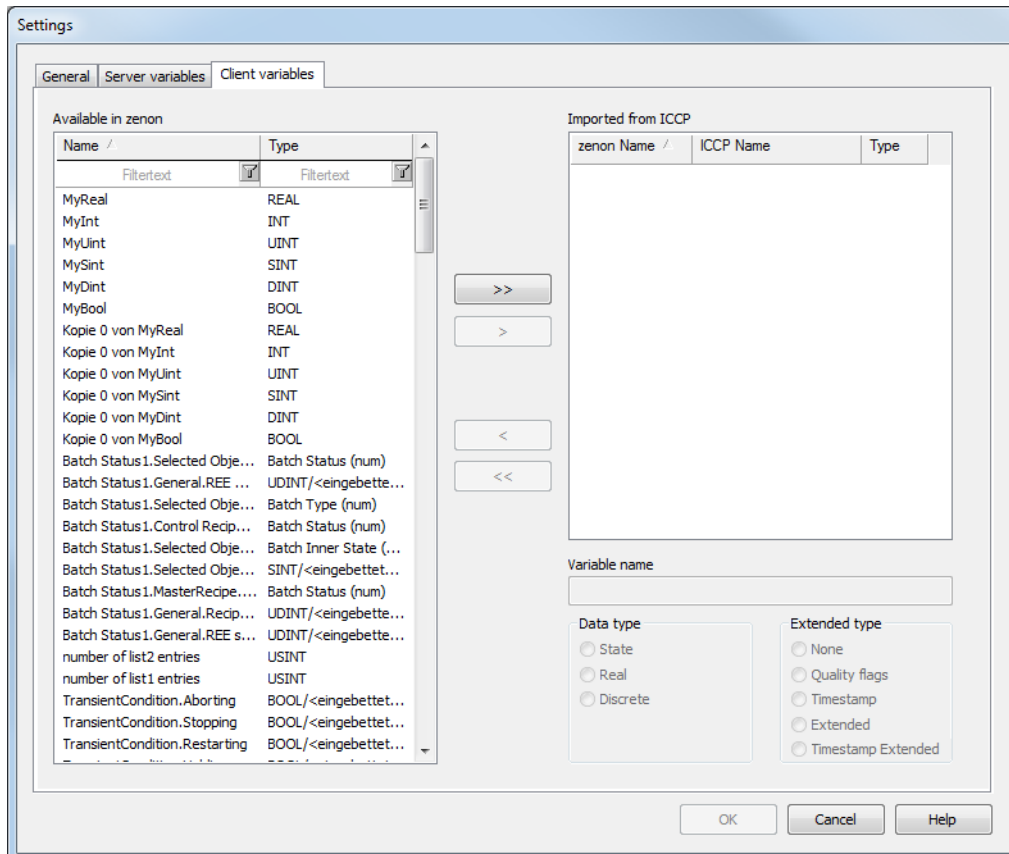 Settings
General Server variables Client variables
Available in zenon
Name Type
Filtertext Filtertext
MyReal REAL
MyInt INT
MyUint UINT
MySint SINT
MyDint DINT
MyBool BOOL
Kopie 0 von MyReal REAL
Kopie 0 von MyInt INT
Kopie 0 von MyUint UINT
Kopie 0 von MySint SINT
Kopie 0 von MyDint DINT
Kopie 0 von MyBool BOOL
Batch Status1.Selected Obje... Batch Status (num)
Batch Status1.General.REE ... UDINT/<eingebette...
Batch Status1.Selected Obje... Batch Type (num)
Batch Status1.Control Recip... Batch Status (num)
Batch Status1.Selected Obje... Batch Inner State (...
Batch Status1.Selected Obje... SINT/<eingebettet...
Batch Status1.MasterRecipe.... Batch Status (num)
Batch Status1.General.Recip... UDINT/<eingebette...
Batch Status1.General.REE s... UDINT/<eingebette...
number of list2 entries USINT
number of list1 entries USINT
TransientCondition.Aborting BOOL/<eingebettet...
TransientCondition.Stopping BOOL/<eingebettet...
TransientCondition.Restarting BOOL/<eingebettet...
>>
>
<
<<
Imported from ICCP
zenon Name ICCP Name Type
Variable name
Data type
State
Real
Discrete
Extended type
None
Quality flags
Timestamp
Extended
Timestamp Extended
OK Cancel Help